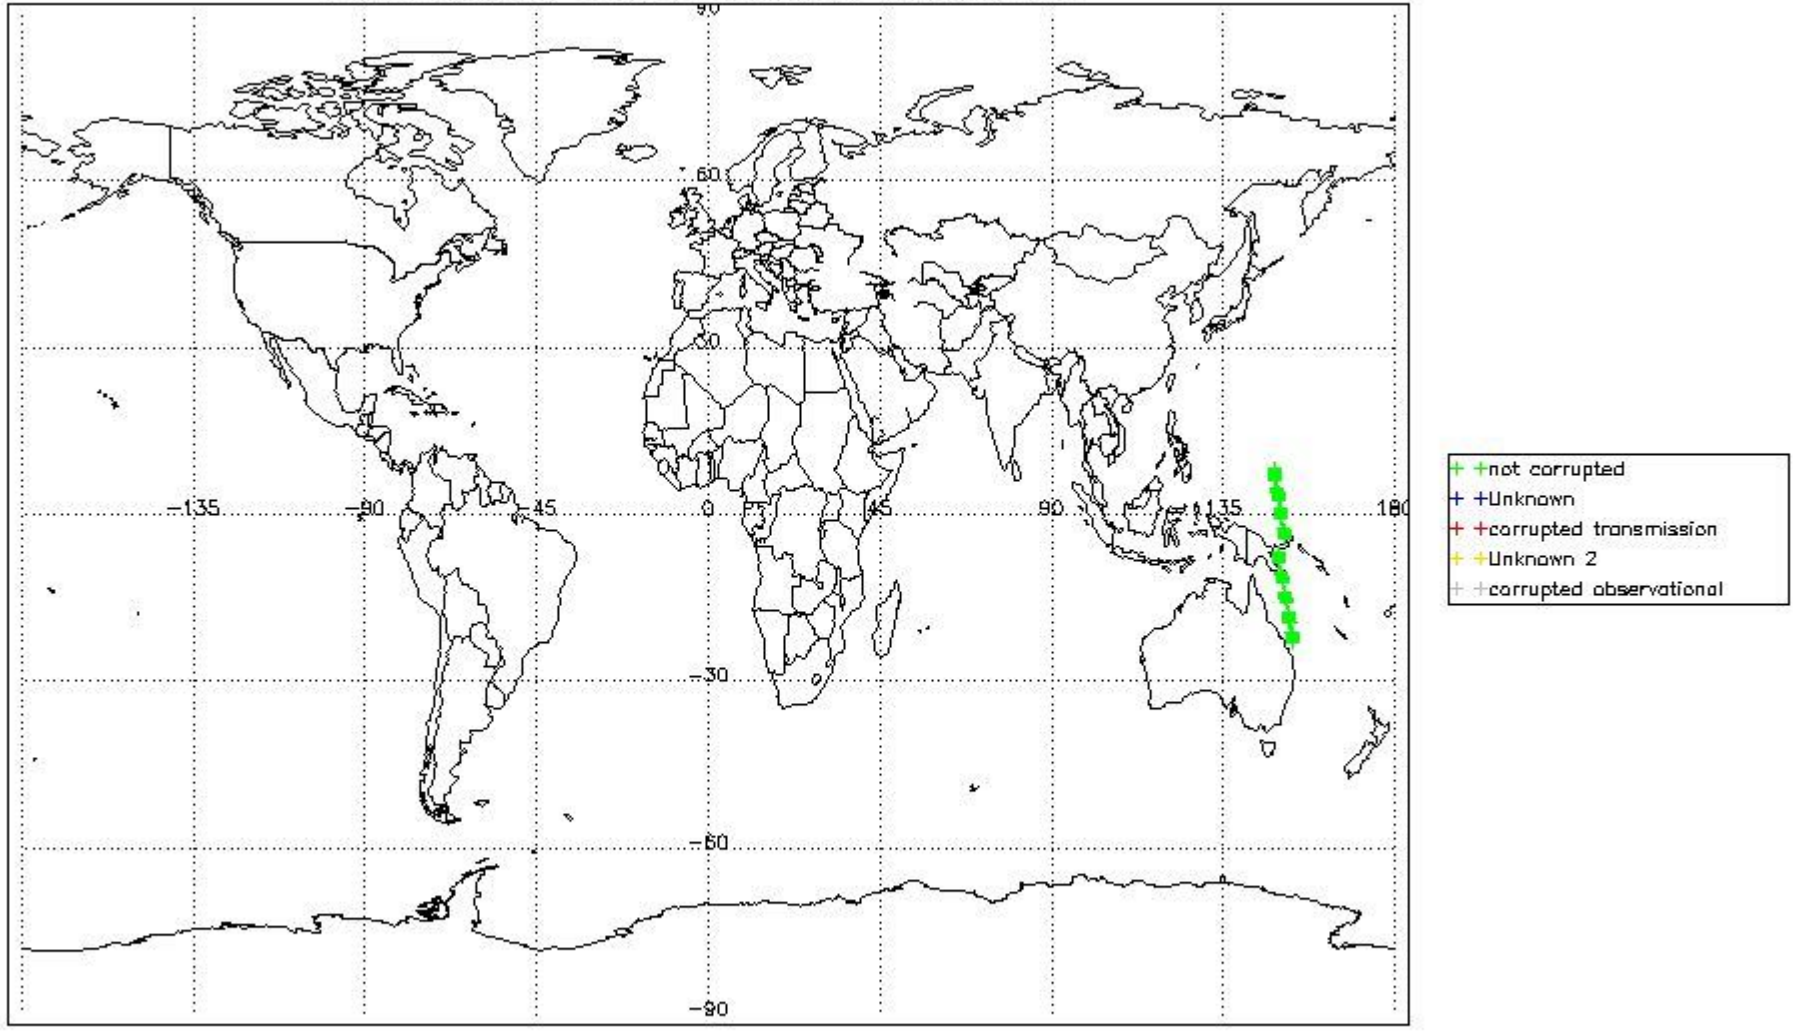 90
60
30
-135 -90 -45 0 45 90 135 180
-30
-60
-90
not corrupted
Unknown
corrupted transmission
Unknown 2
corrupted observational